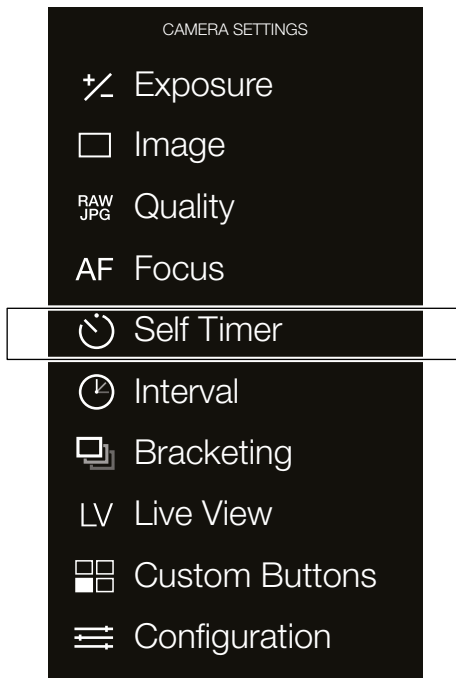 CAMERA SETTINGS
Exposure
Image
RAW JPG Quality
AF Focus
Self Timer
Interval
Bracketing
LV Live View
Custom Buttons
Configuration